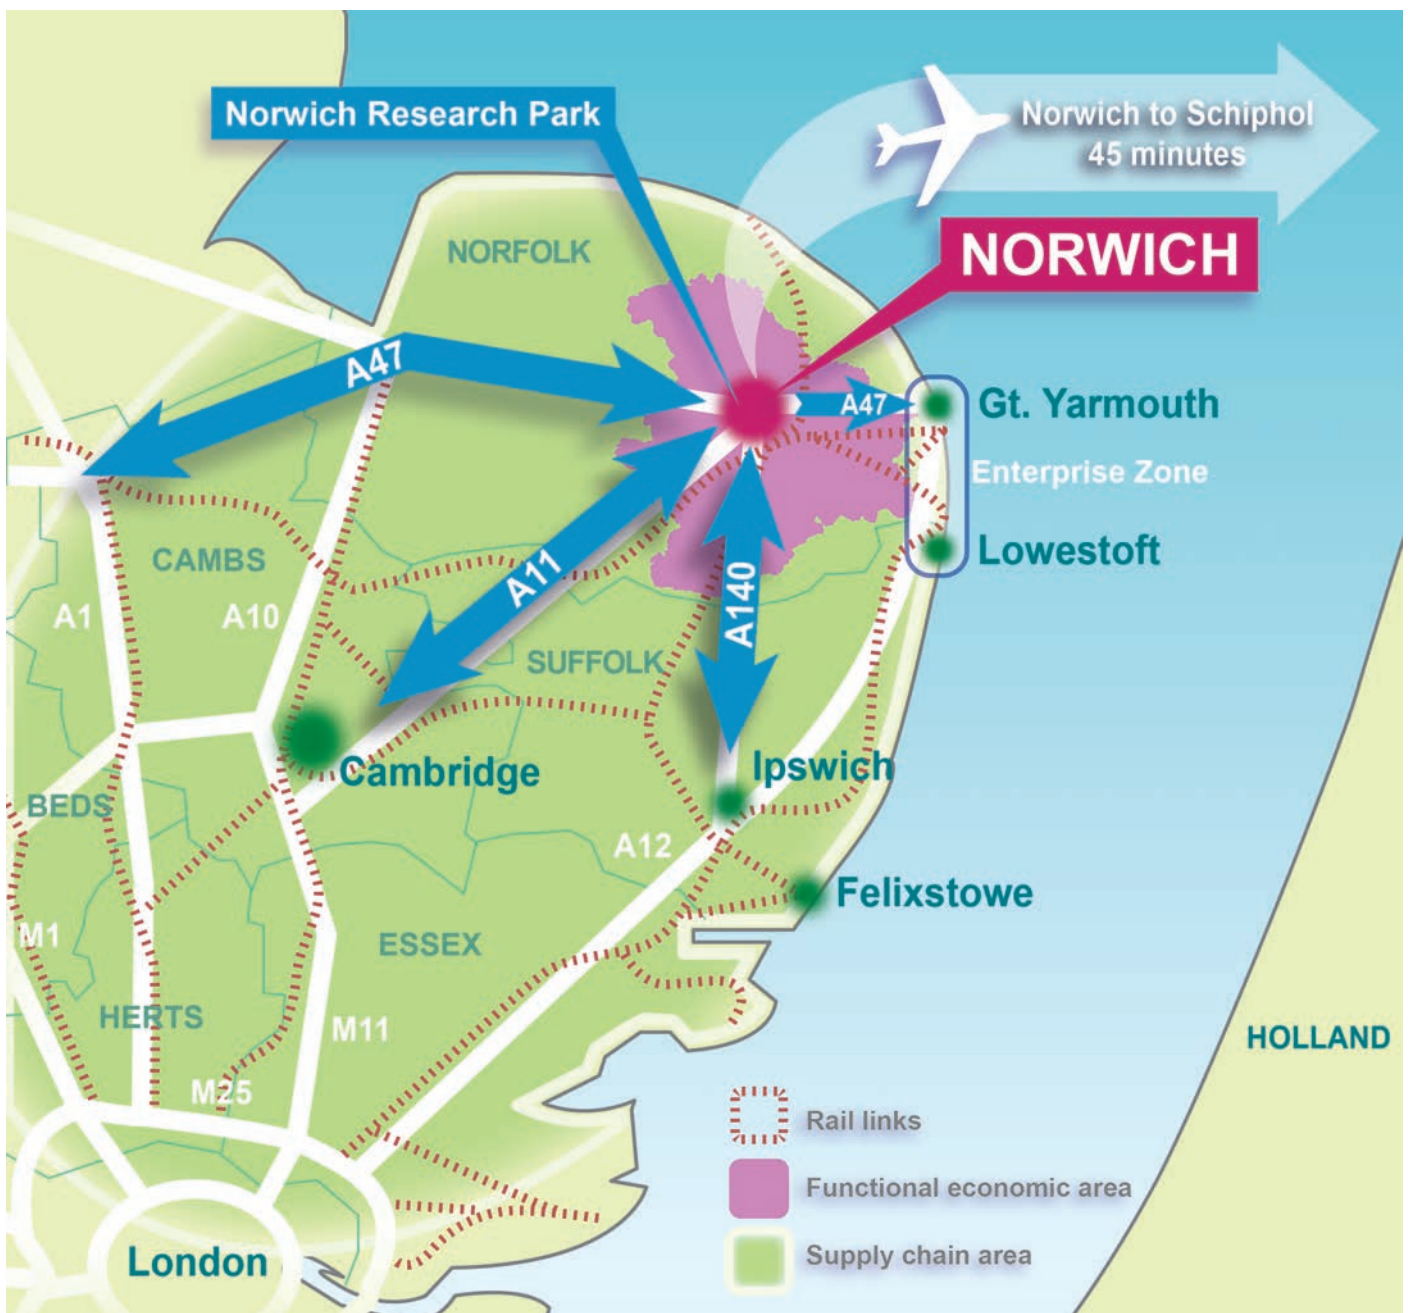 Norwich Research Park
Norwich to Schiphol
45 minutes
NORWICH
NORFOLK
A47
A47
Gt. Yarmouth
Enterprise Zone
Lowestoft
CAMBS
A11
A140
A1
A10
SUFFOLK
Cambridge
Ipswich
BEDS
A12
Felixstowe
M1
ESSEX
HERTS
M11
HOLLAND
M25
Rail links
Functional economic area
Supply chain area
London